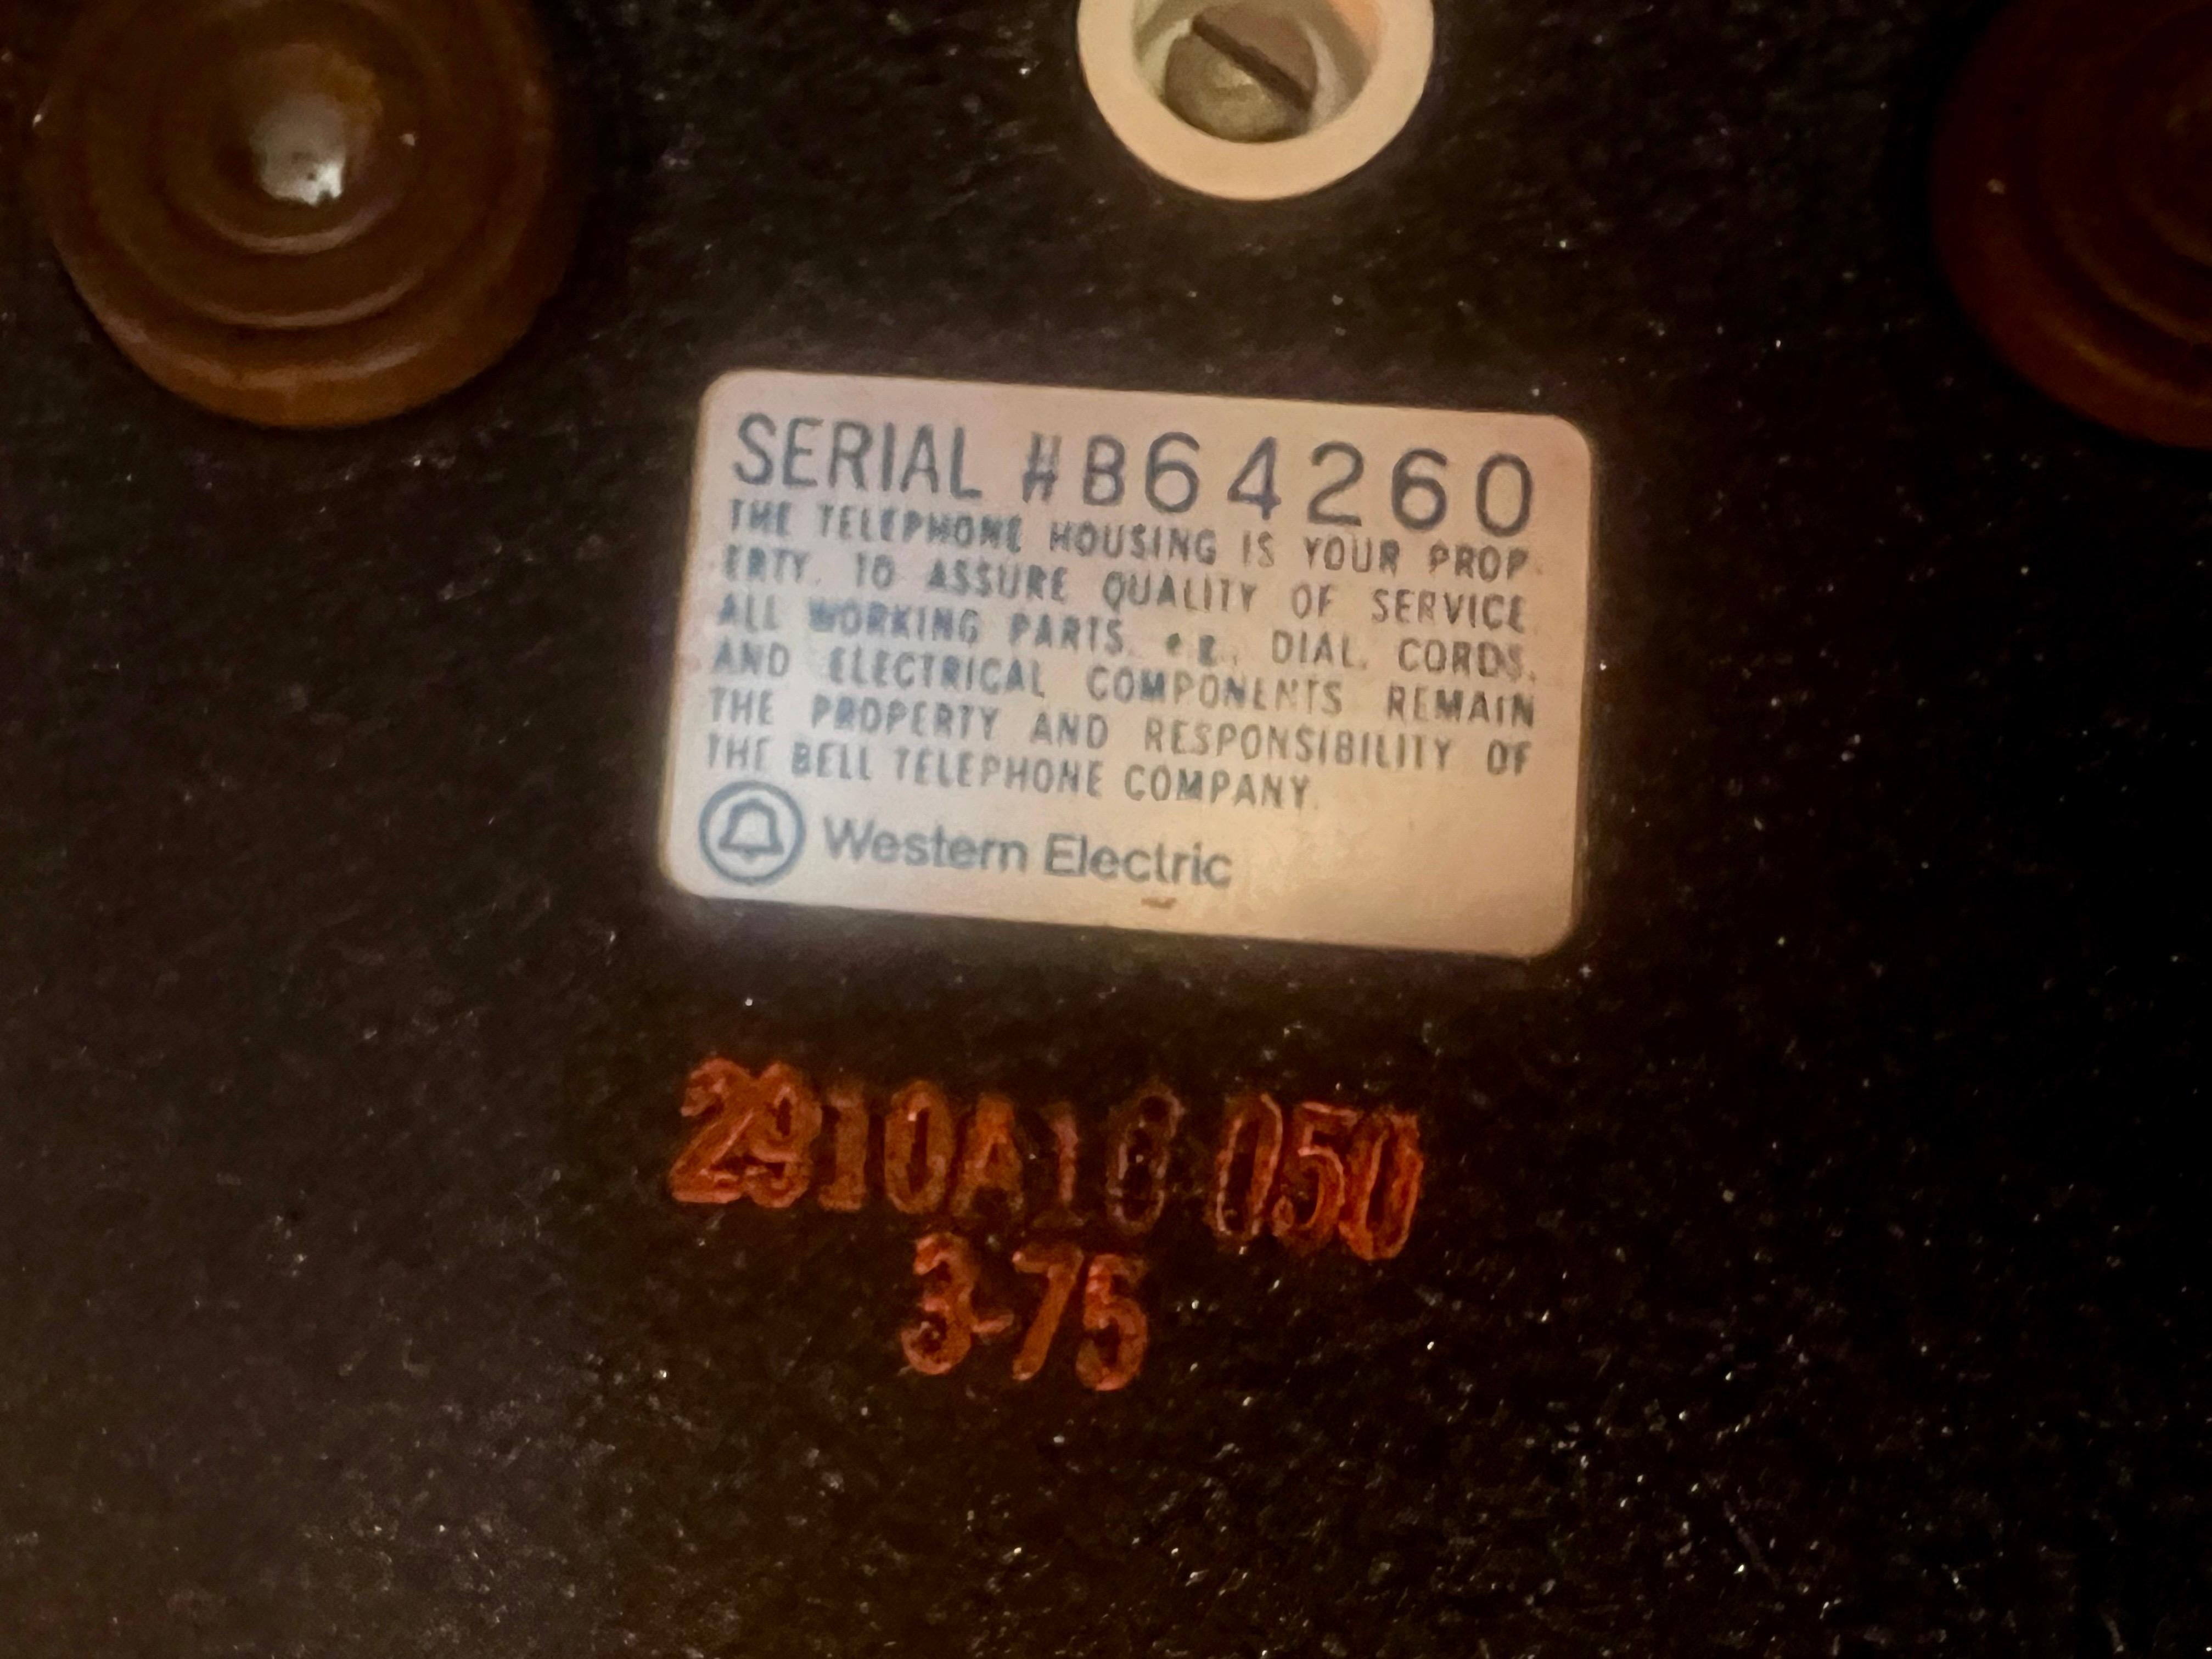 SERIAL #B64260
THE TELEPHONE HOUSING IS YOUR PROP-
ERTY. TO ASSURE QUALITY OF SERVICE
ALL WORKING PARTS, DIAL, CORDS,
AND ELECTRICAL COMPONENTS REMAIN
THE PROPERTY AND RESPONSIBILITY OF
THE BELL TELEPHONE COMPANY.
Western Electric
2910A16 050
3-75